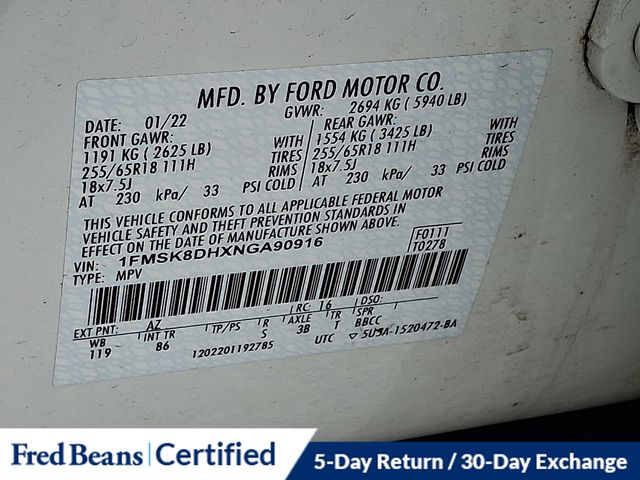 MFD. BY FORD MOTOR CO.
DATE: 01/22 GVWR: 2694 KG ( 5940 LB)
FRONT GAWR: REAR GAWR:
1191 KG ( 2625 LB) WITH 1554 KG ( 3425 LB) WITH
255/65R18 111H TIRES 255/65R18 111H TIRES
18x7.5J RIMS 18x7.5J RIMS
AT 230 kPa/ 33 PSI COLD AT 230 kPa/ 33 PSI COLD
THIS VEHICLE CONFORMS TO ALL APPLICABLE FEDERAL MOTOR
VEHICLE SAFETY AND THEFT PREVENTION STANDARDS IN
EFFECT ON THE DATE OF MANUFACTURE SHOWN ABOVE.
VIN: 1FMSK8DHXNGA90916 F0111
TYPE: MPV T0278
EXT PNT: AZ RC: 16 DSO:
WB INT TR TP/PS R AXLE T SPR
119 86 S 3B T BBCC
1202201192785 UTC 5U5A-1520472-BA
Fred Beans Certified
5-Day Return / 30-Day Exchange